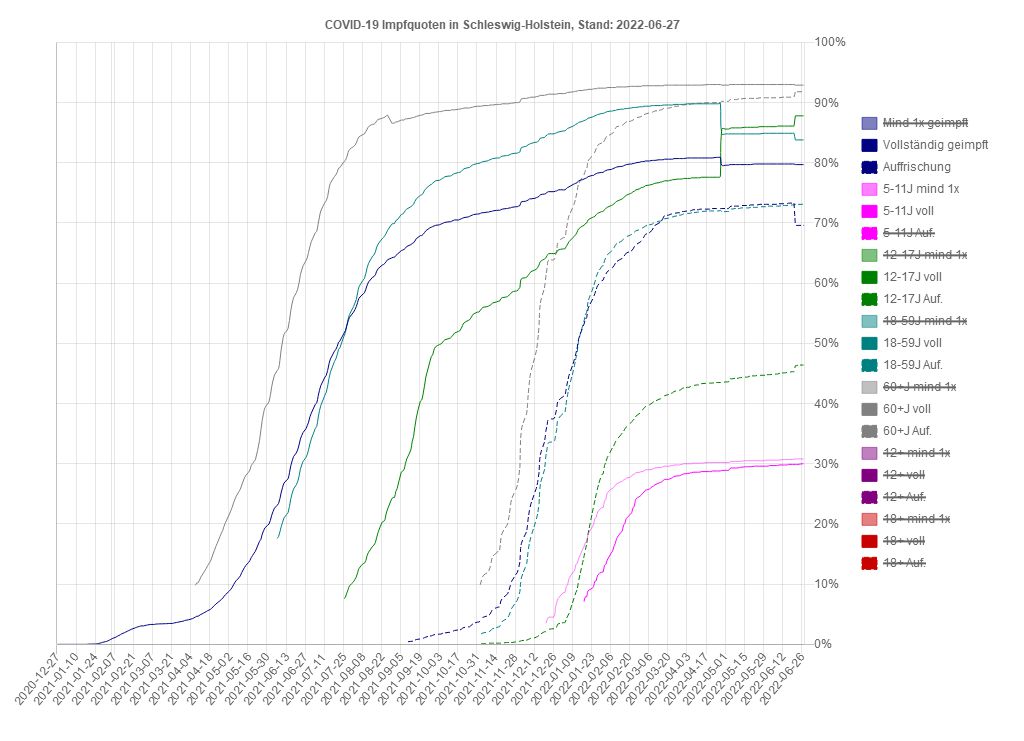 COVID-19 Impfquoten in Schleswig-Holstein, Stand: 2022-06-27
100%
90%
80%
70%
60%
50%
40%
30%
20%
10%
0%
Mind 1x geimpft
Vollständig geimpft
Auffrischung
5-11J mind 1x
5-11J voll
5-11J Auf.
12-17J mind 1x
12-17J voll
12-17J Auf.
18-59J mind 1x
18-59J voll
18-59J Auf.
60+J mind 1x
60+J voll
60+J Auf.
12+ mind 1x
12+ voll
12+ Auf.
18+ mind 1x
18+ voll
18+ Auf.
2020-12-27
2021-01-10
2021-01-24
2021-02-07
2021-02-21
2021-03-07
2021-03-21
2021-04-04
2021-04-18
2021-05-02
2021-05-16
2021-05-30
2021-06-13
2021-06-27
2021-07-11
2021-07-25
2021-08-08
2021-08-22
2021-09-05
2021-09-19
2021-10-03
2021-10-17
2021-10-31
2021-11-14
2021-11-28
2021-12-12
2021-12-26
2022-01-09
2022-01-23
2022-02-06
2022-02-20
2022-03-06
2022-03-20
2022-04-03
2022-04-17
2022-05-01
2022-05-15
2022-05-29
2022-06-12
2022-06-26